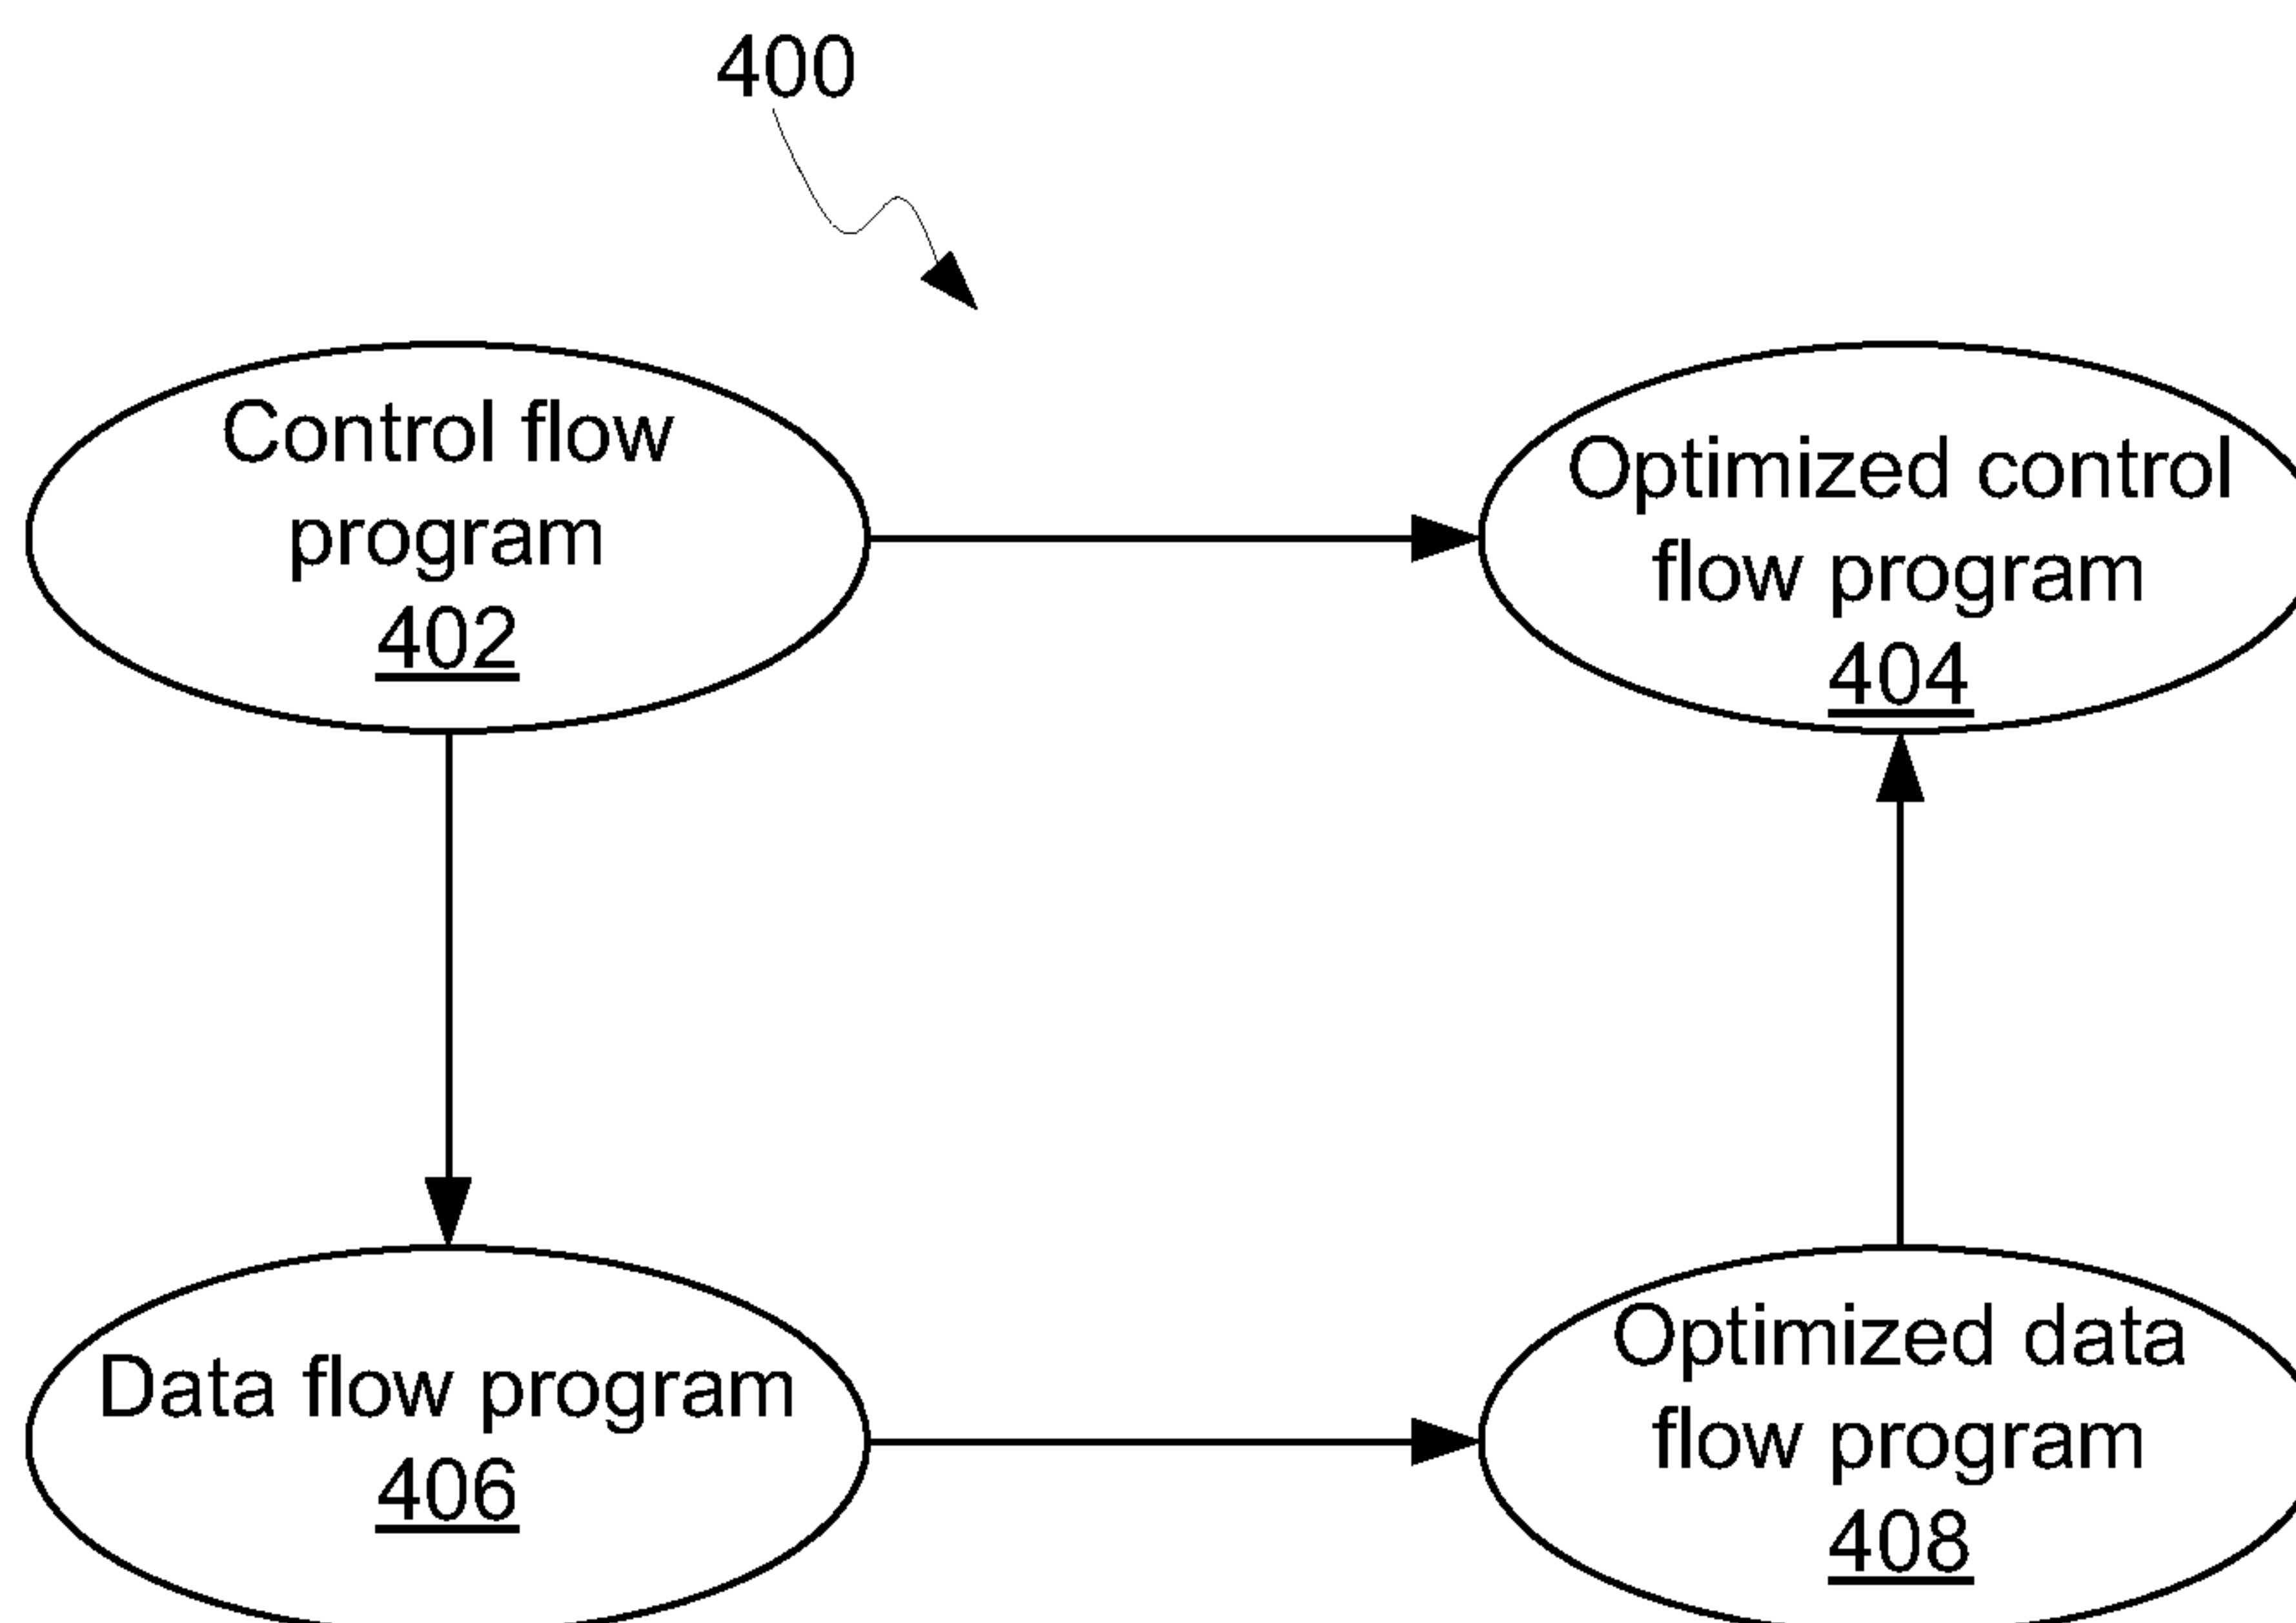 400
Control flow
program
402
Optimized control
flow program
404
Data flow program
406
Optimized data
flow program
408